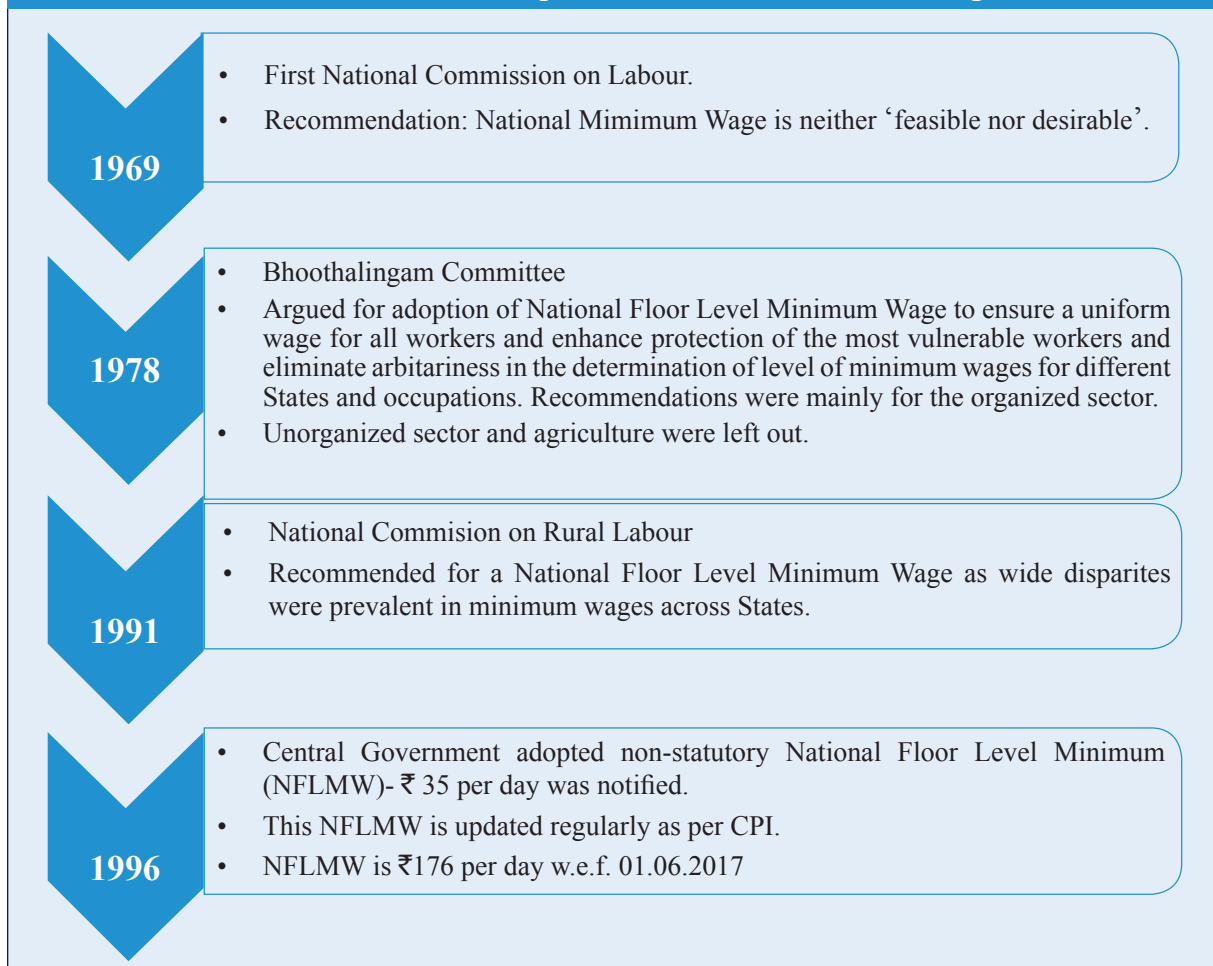 1969
• First National Commission on Labour.
• Recommendation: National Mimimum Wage is neither ‘feasible nor desirable’.
1978
• Bhoothalingam Committee
• Argued for adoption of National Floor Level Minimum Wage to ensure a uniform
wage for all workers and enhance protection of the most vulnerable workers and
eliminate arbitariness in the determination of level of minimum wages for different
States and occupations. Recommendations were mainly for the organized sector.
• Unorganized sector and agriculture were left out.
1991
• National Commision on Rural Labour
• Recommended for a National Floor Level Minimum Wage as wide disparites
were prevalent in minimum wages across States.
1996
• Central Government adopted non-statutory National Floor Level Minimum
(NFLMW)- ₹ 35 per day was notified.
• This NFLMW is updated regularly as per CPI.
• NFLMW is ₹176 per day w.e.f. 01.06.2017